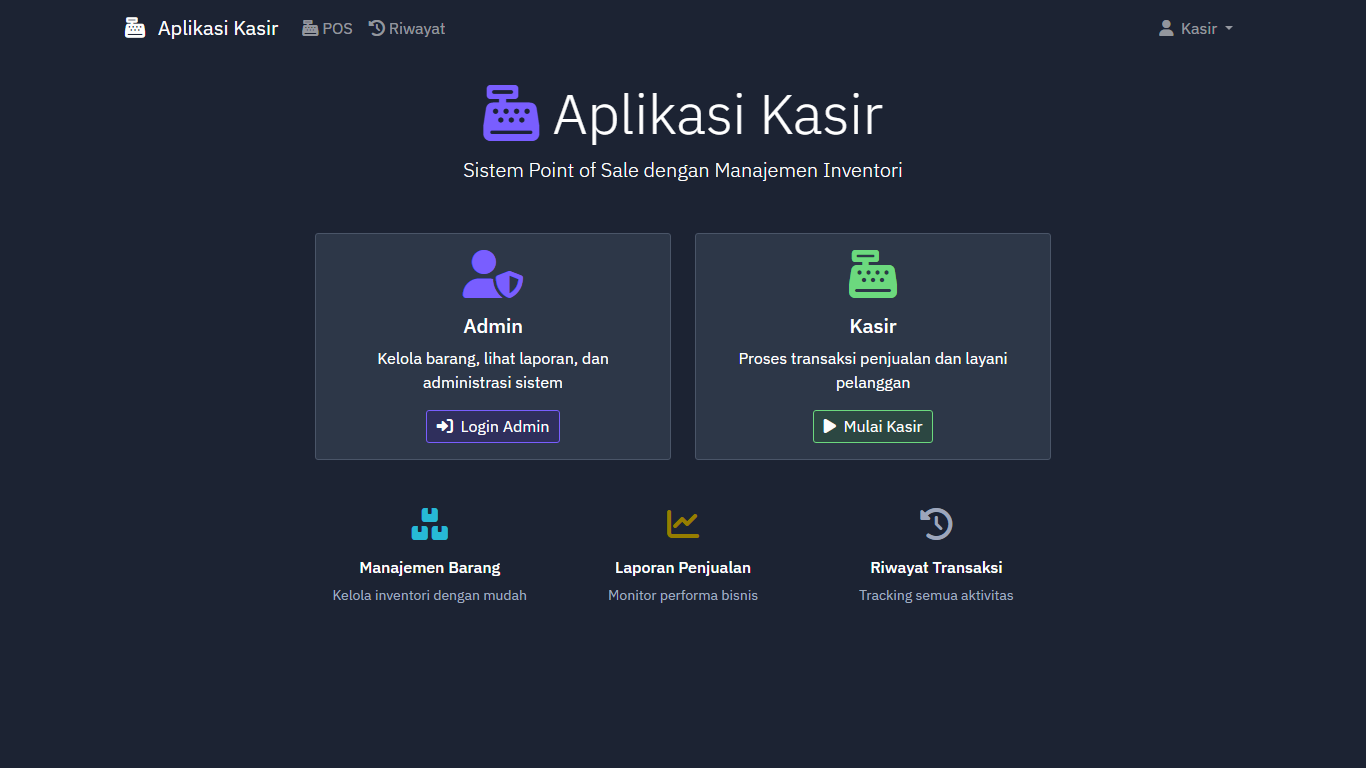 Aplikasi Kasir POS Riwayat Kasir
Aplikasi Kasir
Sistem Point of Sale dengan Manajemen Inventori
Admin
Kelola barang, lihat laporan, dan
administrasi sistem
Login Admin
Kasir
Proses transaksi penjualan dan layani
pelanggan
Mulai Kasir
Manajemen Barang
Kelola inventori dengan mudah
Laporan Penjualan
Monitor performa bisnis
Riwayat Transaksi
Tracking semua aktivitas